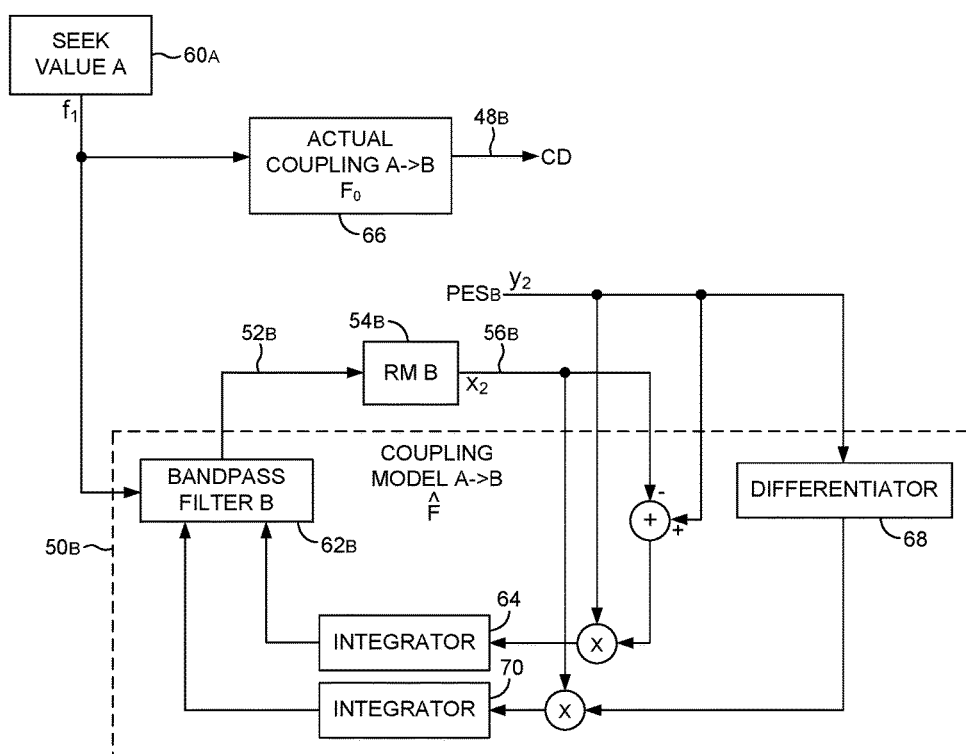 SEEK
VALUE A
60A
f₁
ACTUAL
COUPLING A->B
F₀
66
48B
CD
PESB
y₂
52B
54B
RM B
56B
x₂
COUPLING
MODEL A->B
F̂
BANDPASS
FILTER B
62B
50B
-
+
+
DIFFERENTIATOR
68
64
INTEGRATOR
X
70
INTEGRATOR
X